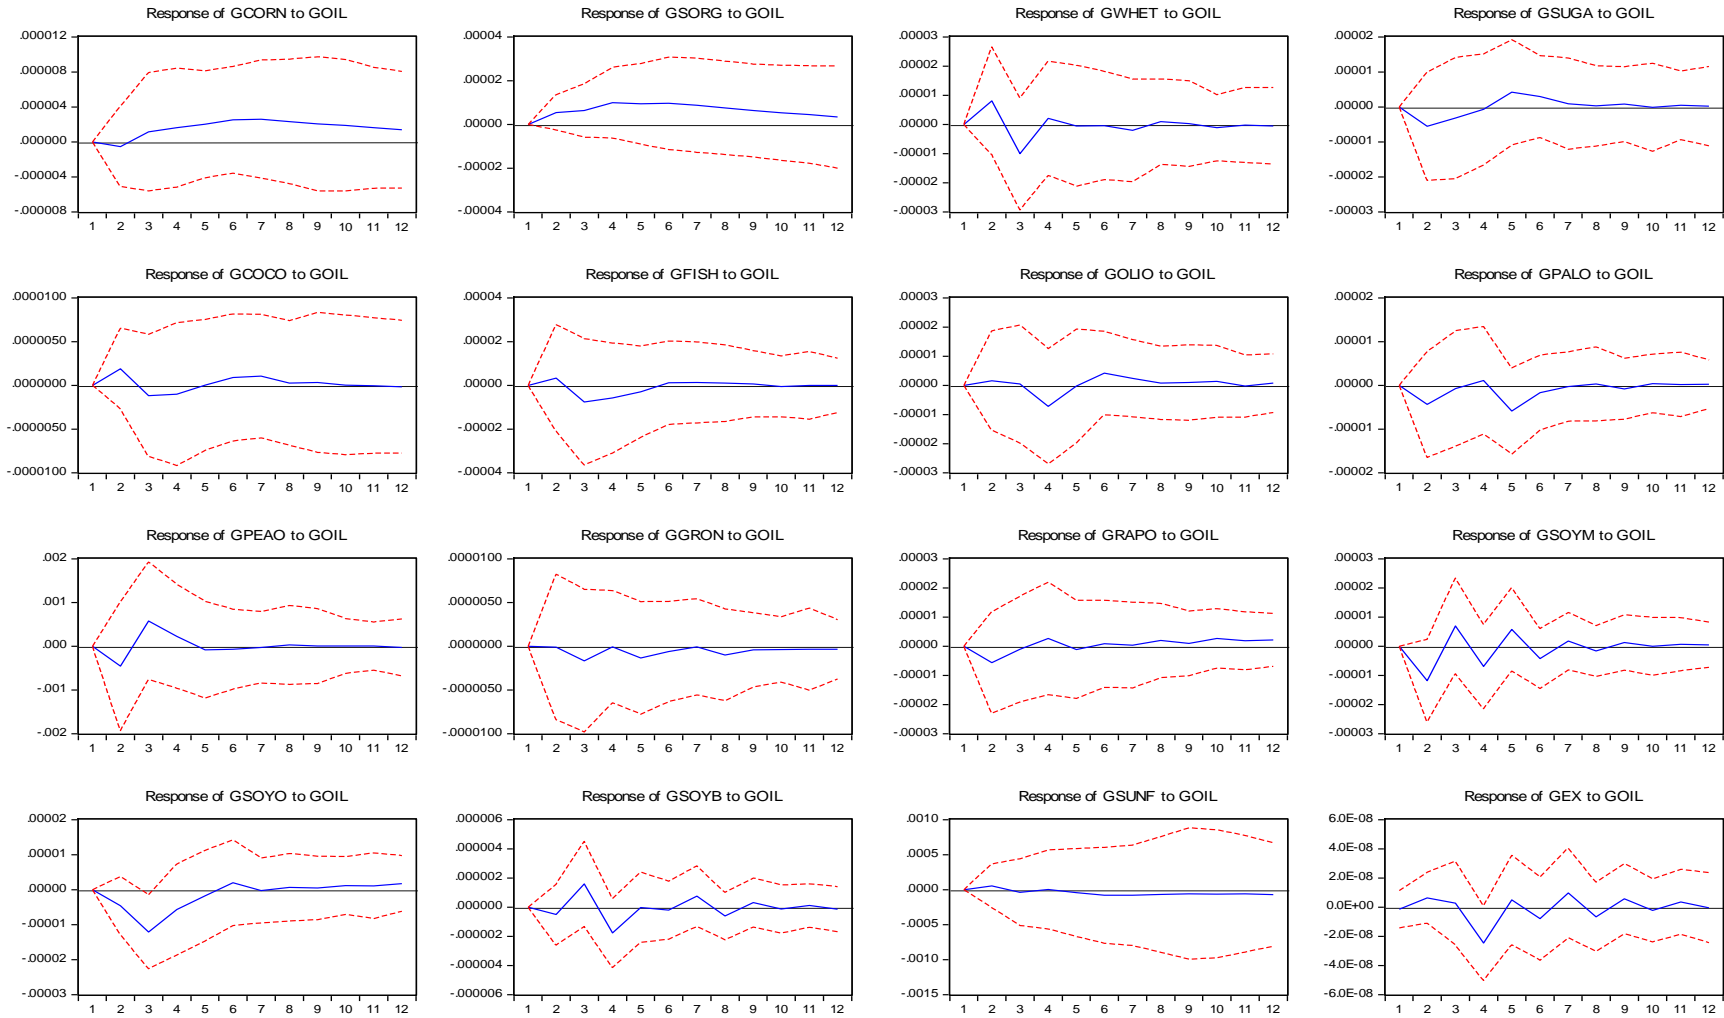 Response of GCORN to GOIL
.000012
.000008
.000004
.000000
-.000004
-.000008
1 2 3 4 5 6 7 8 9 10 11 12
Response of GSORG to GOIL
.00004
.00002
.00000
-.00002
-.00004
1 2 3 4 5 6 7 8 9 10 11 12
Response of GWHET to GOIL
.00003
.00002
.00001
.00000
-.00001
-.00002
-.00003
1 2 3 4 5 6 7 8 9 10 11 12
Response of GSUGA to GOIL
.00002
.00001
.00000
-.00001
-.00002
-.00003
1 2 3 4 5 6 7 8 9 10 11 12
Response of GCOCO to GOIL
.0000100
.0000050
.0000000
-.0000050
-.0000100
1 2 3 4 5 6 7 8 9 10 11 12
Response of GFISH to GOIL
.00004
.00002
.00000
-.00002
-.00004
1 2 3 4 5 6 7 8 9 10 11 12
Response of GOLIO to GOIL
.00003
.00002
.00001
.00000
-.00001
-.00002
-.00003
1 2 3 4 5 6 7 8 9 10 11 12
Response of GPALO to GOIL
.00002
.00001
.00000
-.00001
-.00002
1 2 3 4 5 6 7 8 9 10 11 12
Response of GPEAO to GOIL
.002
.001
.000
-.001
-.002
1 2 3 4 5 6 7 8 9 10 11 12
Response of GGRON to GOIL
.0000100
.0000050
.0000000
-.0000050
-.0000100
1 2 3 4 5 6 7 8 9 10 11 12
Response of GRAPO to GOIL
.00003
.00002
.00001
.00000
-.00001
-.00002
-.00003
1 2 3 4 5 6 7 8 9 10 11 12
Response of GSOYM to GOIL
.00003
.00002
.00001
.00000
-.00001
-.00002
-.00003
1 2 3 4 5 6 7 8 9 10 11 12
Response of GSOYO to GOIL
.00002
.00001
.00000
-.00001
-.00002
-.00003
1 2 3 4 5 6 7 8 9 10 11 12
Response of GSOYB to GOIL
.000006
.000004
.000002
.000000
-.000002
-.000004
-.000006
1 2 3 4 5 6 7 8 9 10 11 12
Response of GSUNF to GOIL
.0010
.0005
.0000
-.0005
-.0010
-.0015
1 2 3 4 5 6 7 8 9 10 11 12
Response of GEX to GOIL
6.0E-08
4.0E-08
2.0E-08
0.0E+00
-2.0E-08
-4.0E-08
-6.0E-08
1 2 3 4 5 6 7 8 9 10 11 12